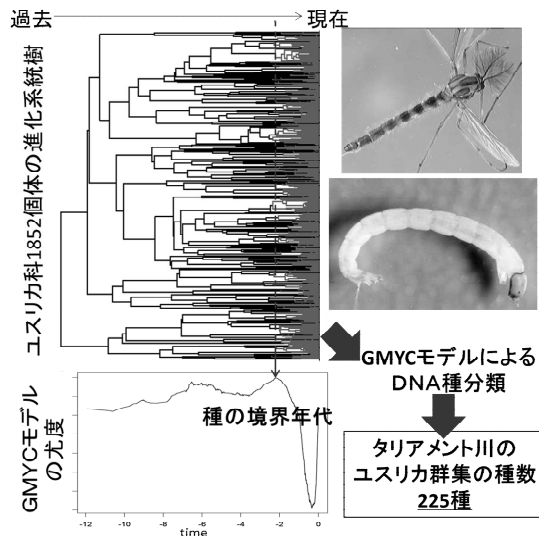 過去
現在
ユスリカ科1852個体の進化系統樹
GMYCモデルによる
DNA種分類
タリアメント川の
ユスリカ群集の種数
225種
GMYCモデル
の尤度
種の境界年代
-12 -10 -8 -6 -4 -2 0
time